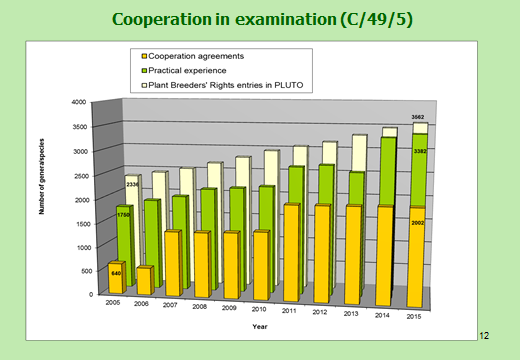 Cooperation in examination (C/49/5)
Cooperation agreements
Practical experience
Plant Breeders' Rights entries in PLUTO
Number of genera/species
4000
3500
3000
2500
2000
1500
1000
500
0
2336
1750
640
3662
3382
2002
2005 2006 2007 2008 2009 2010 2011 2012 2013 2014 2015
Year
12